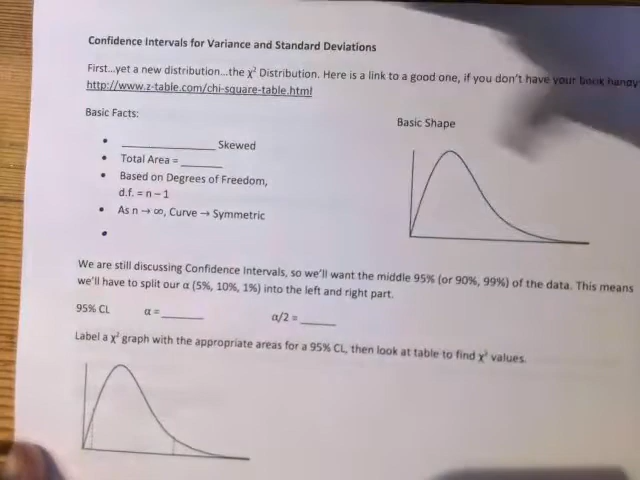 Confidence Intervals for Variance and Standard Deviations
First...yet a new distribution...the χ² Distribution. Here is a link to a good one, if you don't have your book handy
http://www.z-table.com/chi-square-table.html
Basic Facts:
Basic Shape
• ______________ Skewed
• Total Area = ______
• Based on Degrees of Freedom,
d.f. = n – 1
• As n → ∞, Curve → Symmetric
•
We are still discussing Confidence Intervals, so we'll want the middle 95% (or 90%, 99%) of the data. This means
we'll have to split our α (5%, 10%, 1%) into the left and right part.
95% CL α = ______ α/2 = _____
Label a χ² graph with the appropriate areas for a 95% CL, then look at table to find χ² values.